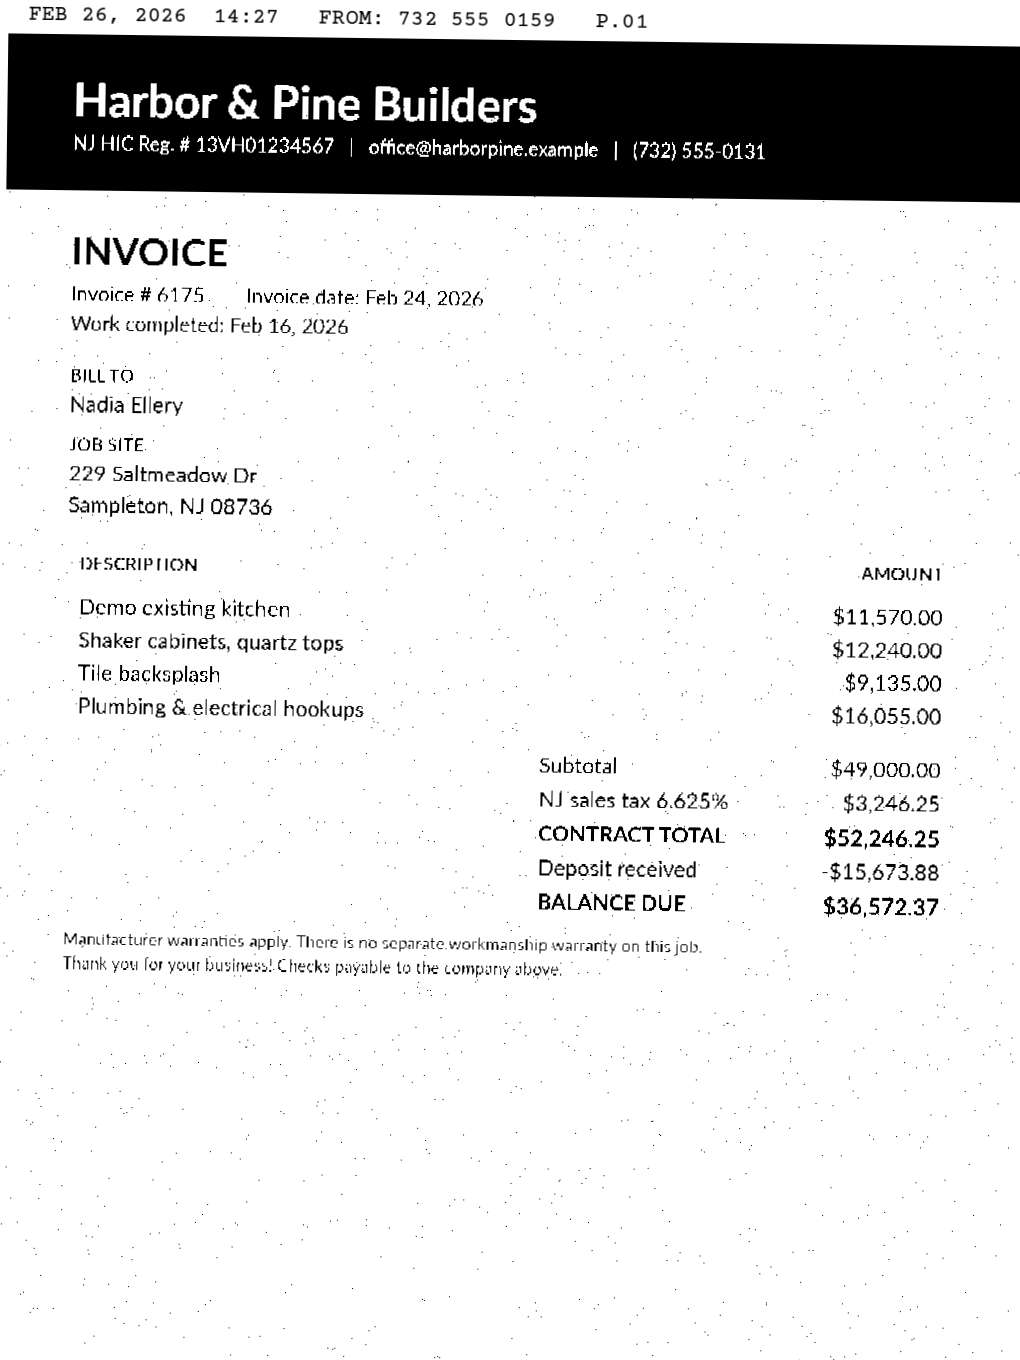 FEB 26, 2026 14:27 FROM: 732 555 0159 P.01
Harbor & Pine Builders
NJ HIC Reg. # 13VH01234567 | office@harborpine.example | (732) 555-0131
INVOICE
Invoice # 6175 Invoice date: Feb 24, 2026
Work completed: Feb 16, 2026
BILL TO
Nadia Ellery
JOB SITE
229 Saltmeadow Dr
Sampleton, NJ 08736
DESCRIPTION AMOUNT
Demo existing kitchen $11,570.00
Shaker cabinets, quartz tops $12,240.00
Tile backsplash $9,135.00
Plumbing & electrical hookups $16,055.00
Subtotal $49,000.00
NJ sales tax 6.625% $3,246.25
CONTRACT TOTAL $52,246.25
Deposit received -$15,673.88
BALANCE DUE $36,572.37
Manufacturer warranties apply. There is no separate workmanship warranty on this job.
Thank you for your business! Checks payable to the company above.